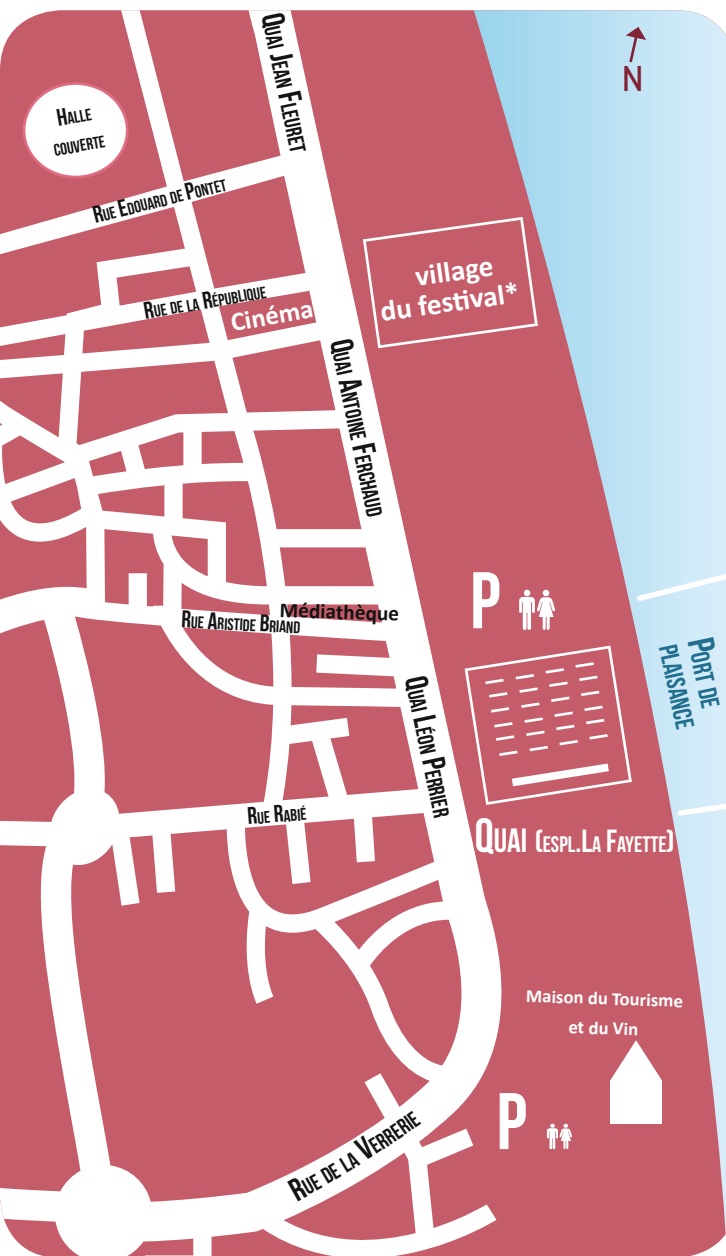 Quai Jean Fleuret
N
Halle
couverte
Rue Edouard de Pontet
village
du festival*
Rue de la République
Cinéma
Quai Antoine Ferchaud
P
Médiathèque
Rue Aristide Briand
Port de
plaisance
Quai Léon Perrier
Rue Rabié
Quai (espl.La Fayette)
Maison du Tourisme
et du Vin
P
Rue de la Verrerie